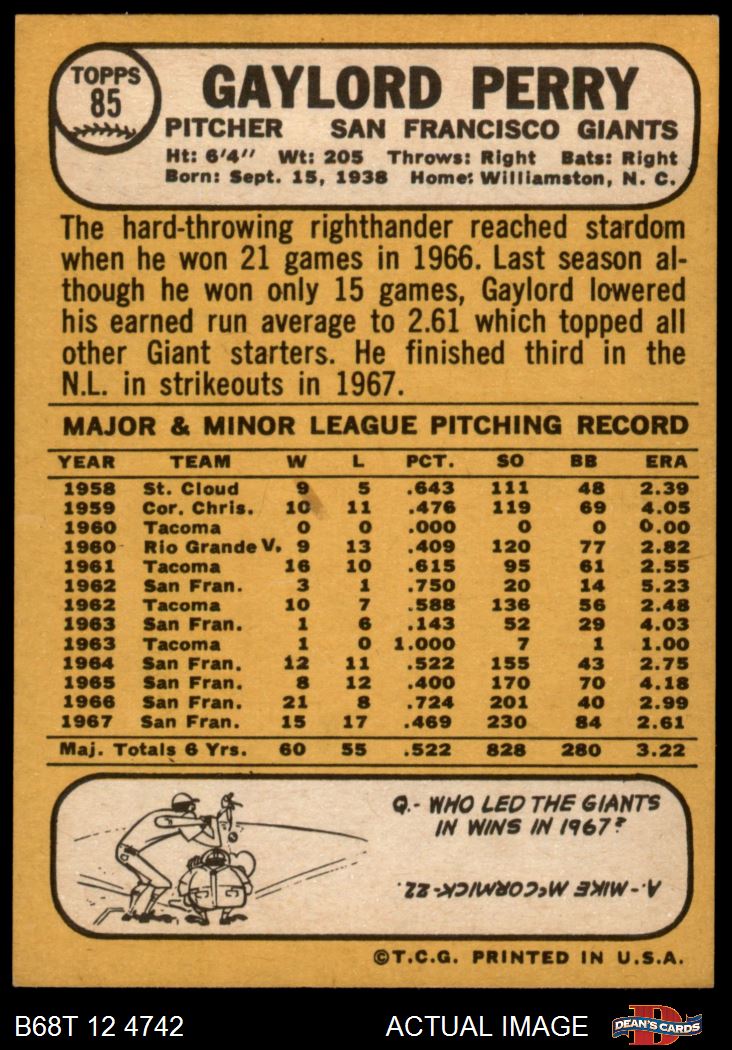 TOPPS
85
GAYLORD PERRY
PITCHER SAN FRANCISCO GIANTS
Ht: 6'4" Wt: 205 Throws: Right Bats: Right
Born: Sept. 15, 1938 Home: Williamston, N. C.
The hard-throwing righthander reached stardom
when he won 21 games in 1966. Last season al-
though he won only 15 games, Gaylord lowered
his earned run average to 2.61 which topped all
other Giant starters. He finished third in the
N.L. in strikeouts in 1967.
MAJOR & MINOR LEAGUE PITCHING RECORD
YEAR TEAM W L PCT. SO BB ERA
1958 St. Cloud 9 5 .643 111 48 2.39
1959 Cor. Chris. 10 11 .476 119 69 4.05
1960 Tacoma 0 0 .000 0 0 0.00
1960 Rio Grande V. 9 13 .409 120 77 2.82
1961 Tacoma 16 10 .615 95 61 2.55
1962 San Fran. 3 1 .750 20 14 5.23
1962 Tacoma 10 7 .588 136 56 2.48
1963 San Fran. 1 6 .143 52 29 4.03
1963 Tacoma 1 0 1.000 7 1 1.00
1964 San Fran. 12 11 .522 155 43 2.75
1965 San Fran. 8 12 .400 170 70 4.18
1966 San Fran. 21 8 .724 201 40 2.99
1967 San Fran. 15 17 .469 230 84 2.61
Maj. Totals 6 Yrs. 60 55 .522 828 280 3.22
Q.- WHO LED THE GIANTS
IN WINS IN 1967?
A.- MIKE McCORMICK-22.
©T.C.G. PRINTED IN U.S.A.
B68T 12 4742 ACTUAL IMAGE
D
DEAN'S CARDS